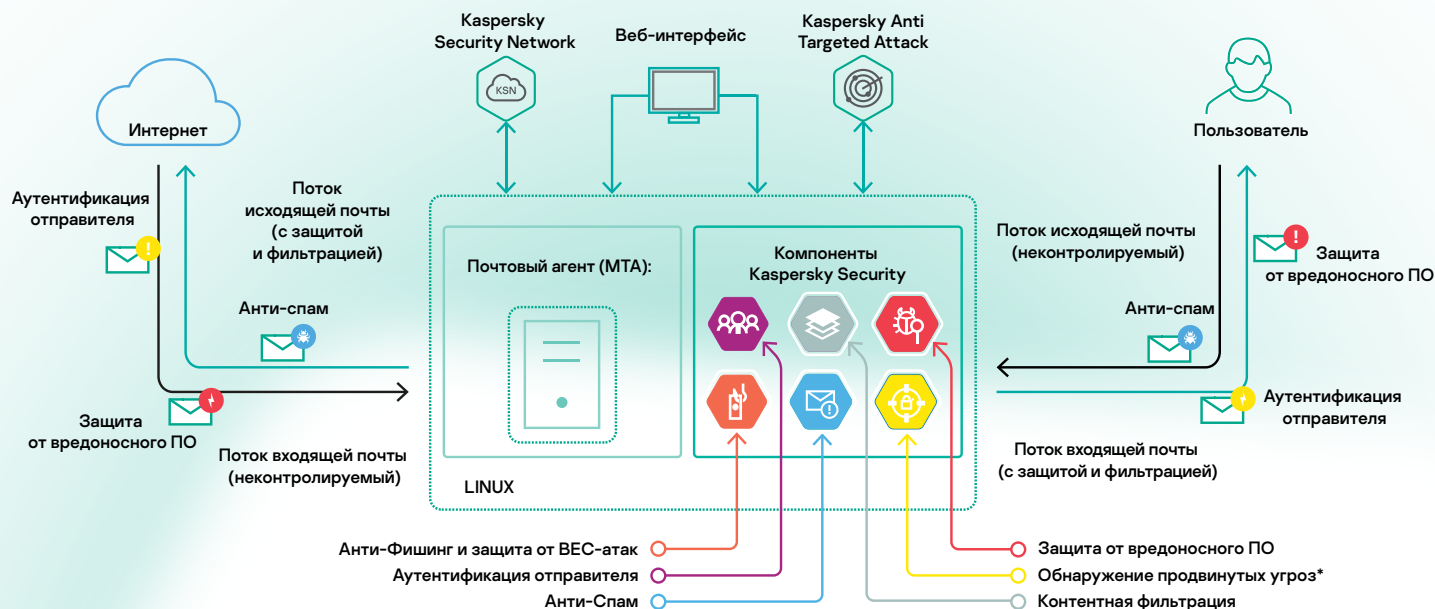 Kaspersky
Security Network
KSN
Веб-интерфейс
Kaspersky Anti
Targeted Attack
Интернет
Пользователь
Аутентификация
отправителя
Поток
исходящей почты
(с защитой
и фильтрацией)
Анти-спам
Защита
от вредоносного ПО
Поток входящей почты
(неконтролируемый)
Почтовый агент (MTA):
Компоненты
Kaspersky Security
LINUX
Поток исходящей почты
(неконтролируемый)
Защита
от вредоносного ПО
Анти-спам
Аутентификация
отправителя
Поток входящей почты
(с защитой и фильтрацией)
Анти-Фишинг и защита от BEC-атак
Аутентификация отправителя
Анти-Спам
Защита от вредоносного ПО
Обнаружение продвинутых угроз*
Контентная фильтрация